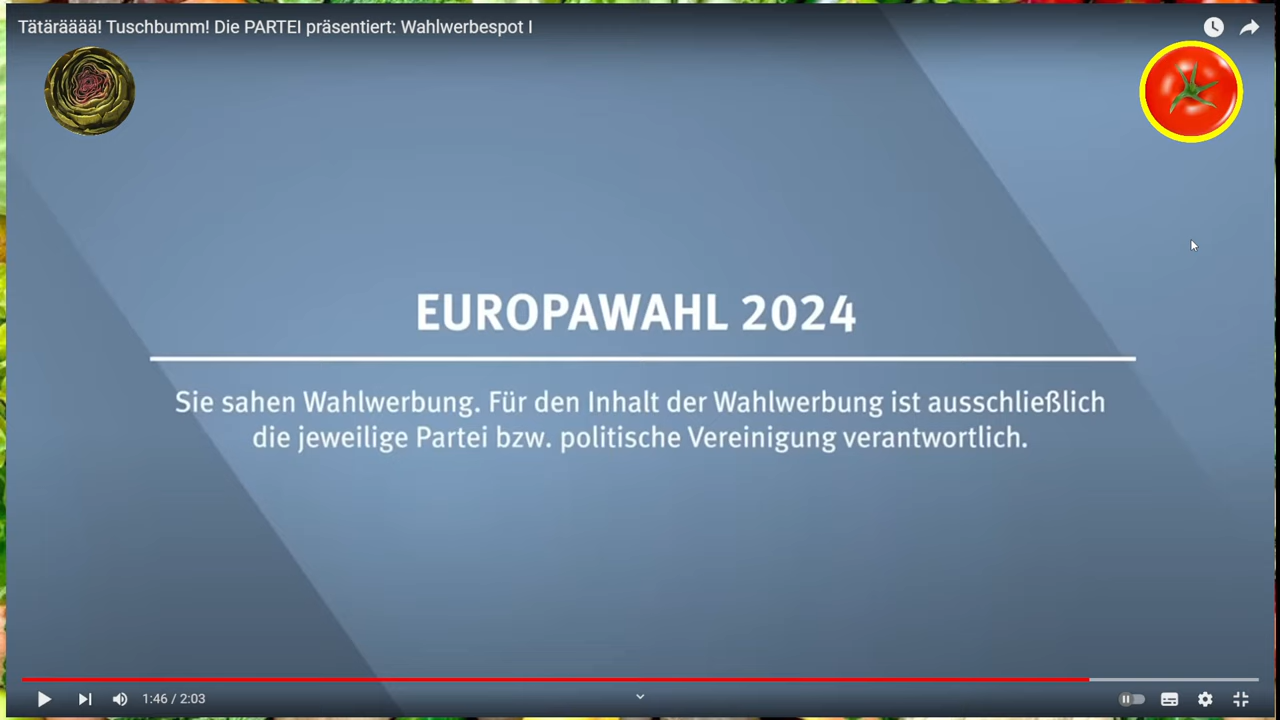 Tätäräää! Tuschbumm! Die PARTEI präsentiert: Wahlwerbespot I
EUROPAWAHL 2024
Sie sahen Wahlwerbung. Für den Inhalt der Wahlwerbung ist ausschließlich
die jeweilige Partei bzw. politische Vereinigung verantwortlich.
1:46 / 2:03